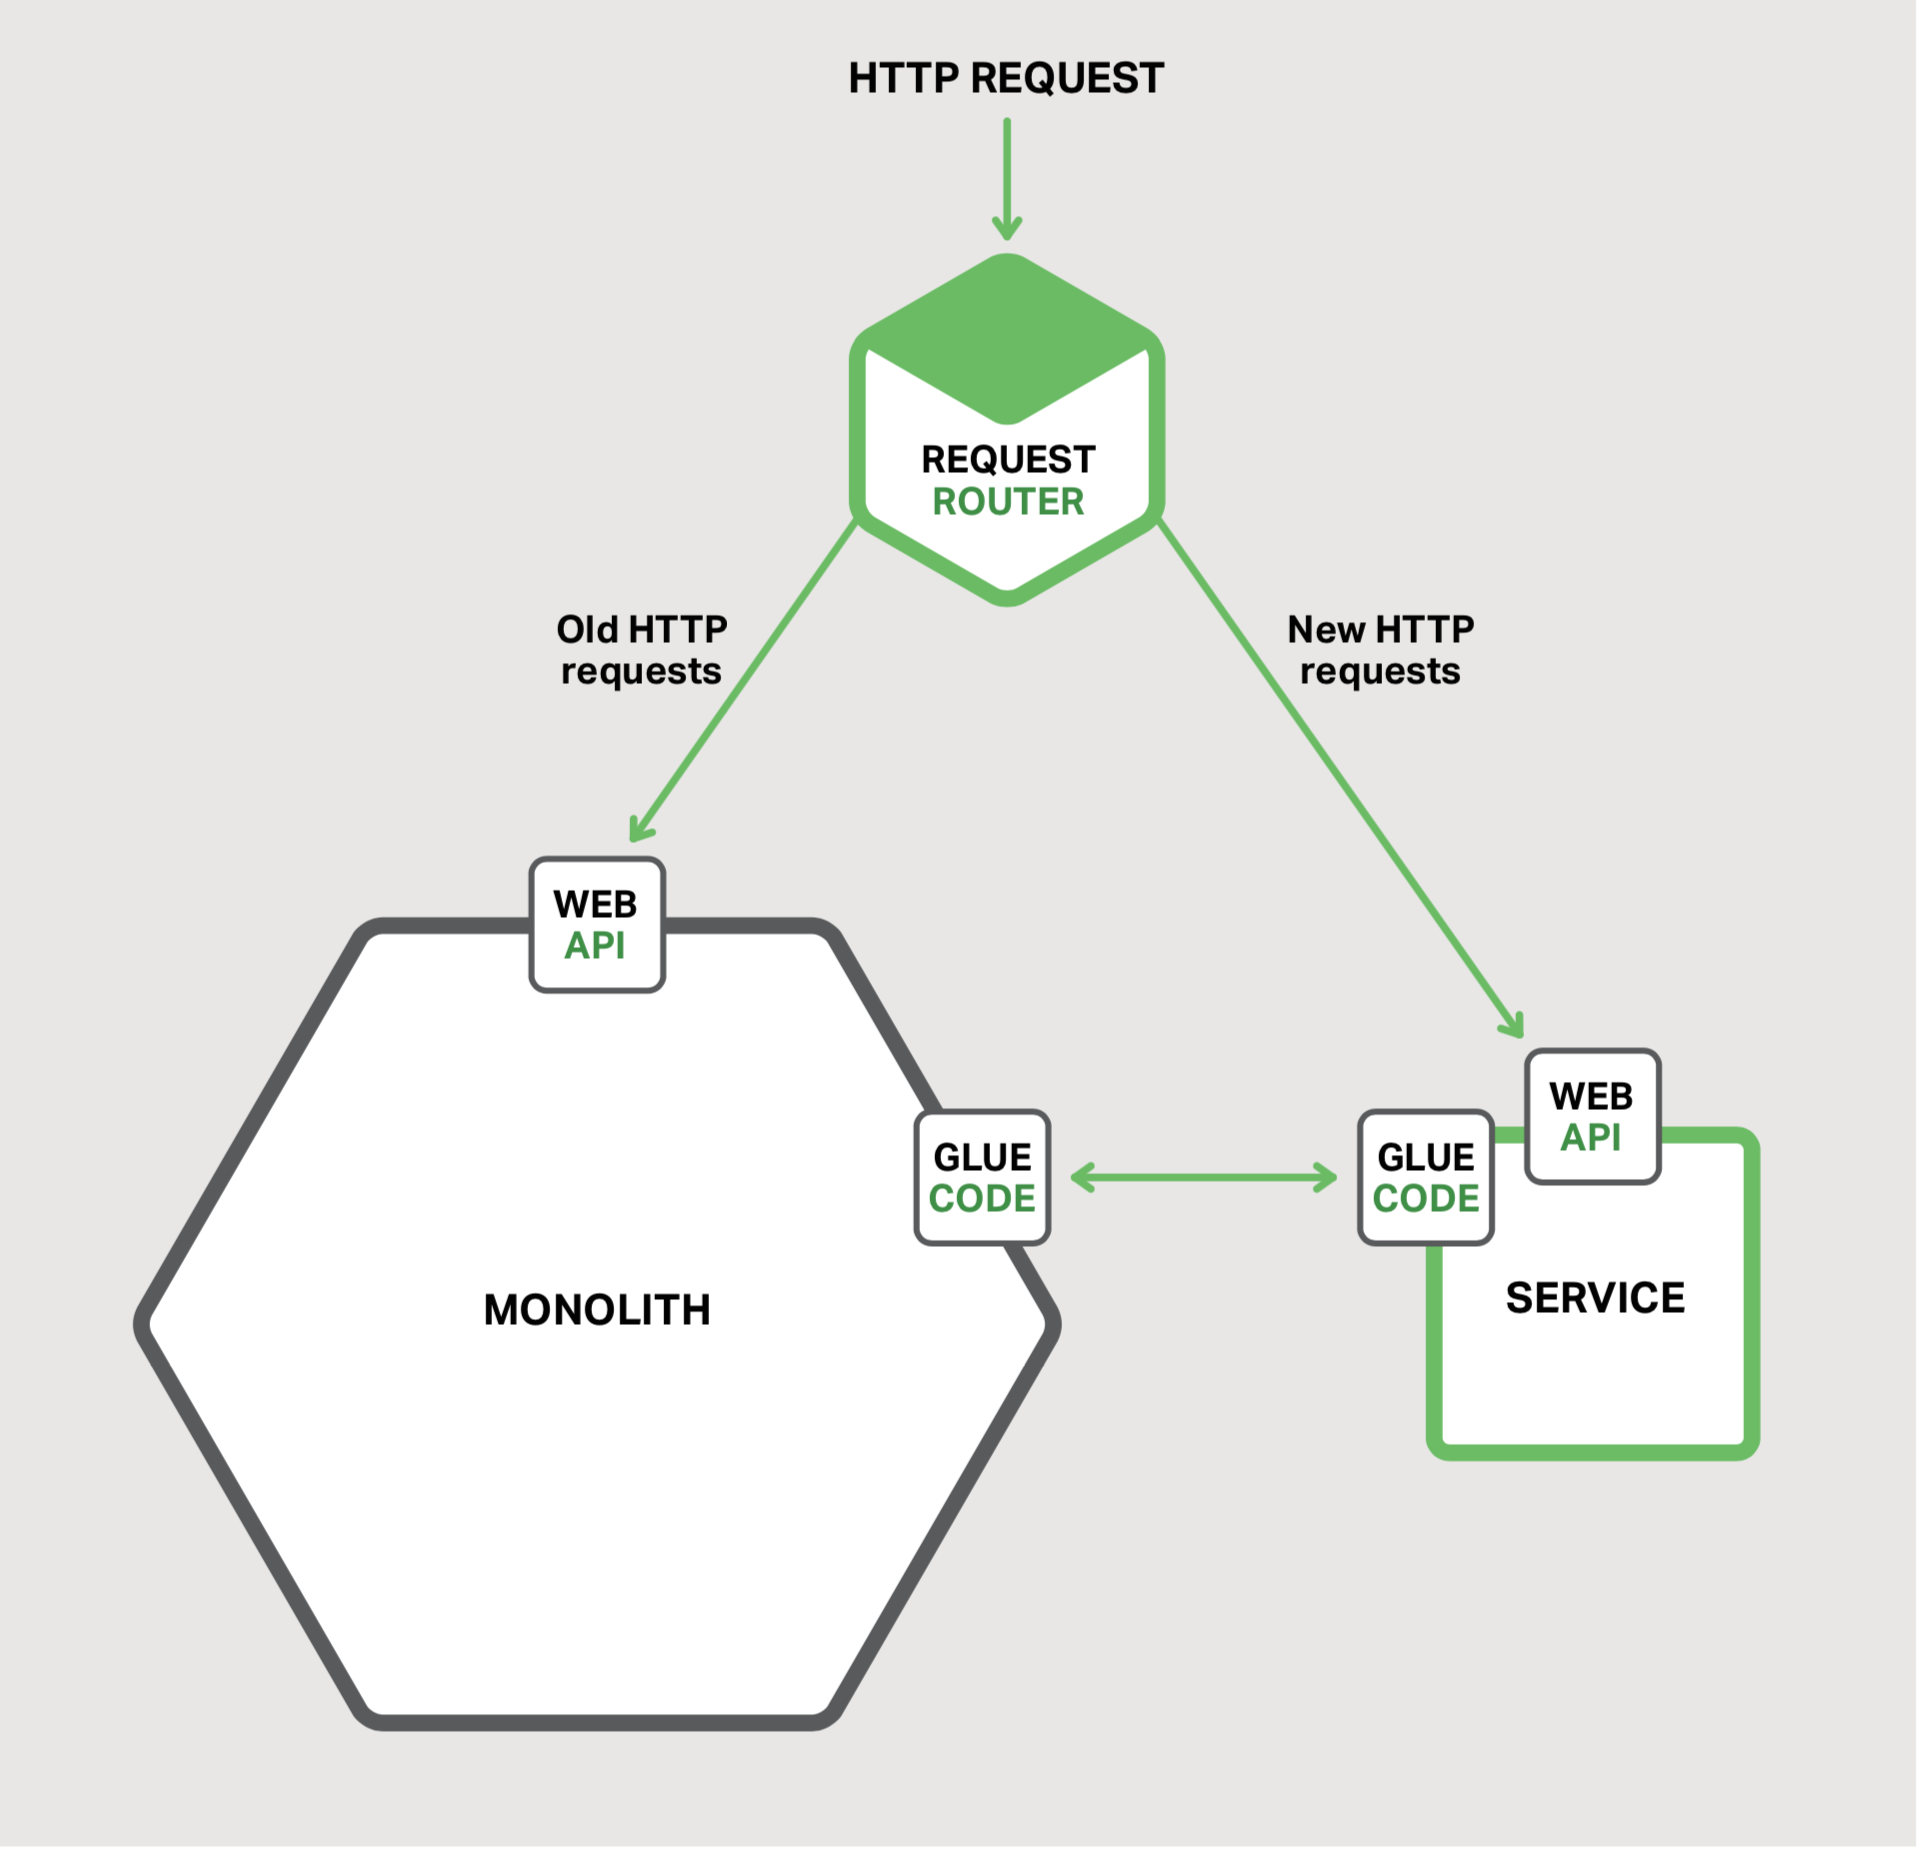 HTTP REQUEST
REQUEST
ROUTER
Old HTTP
requests
New HTTP
requests
WEB
API
WEB
API
GLUE
CODE
GLUE
CODE
MONOLITH
SERVICE